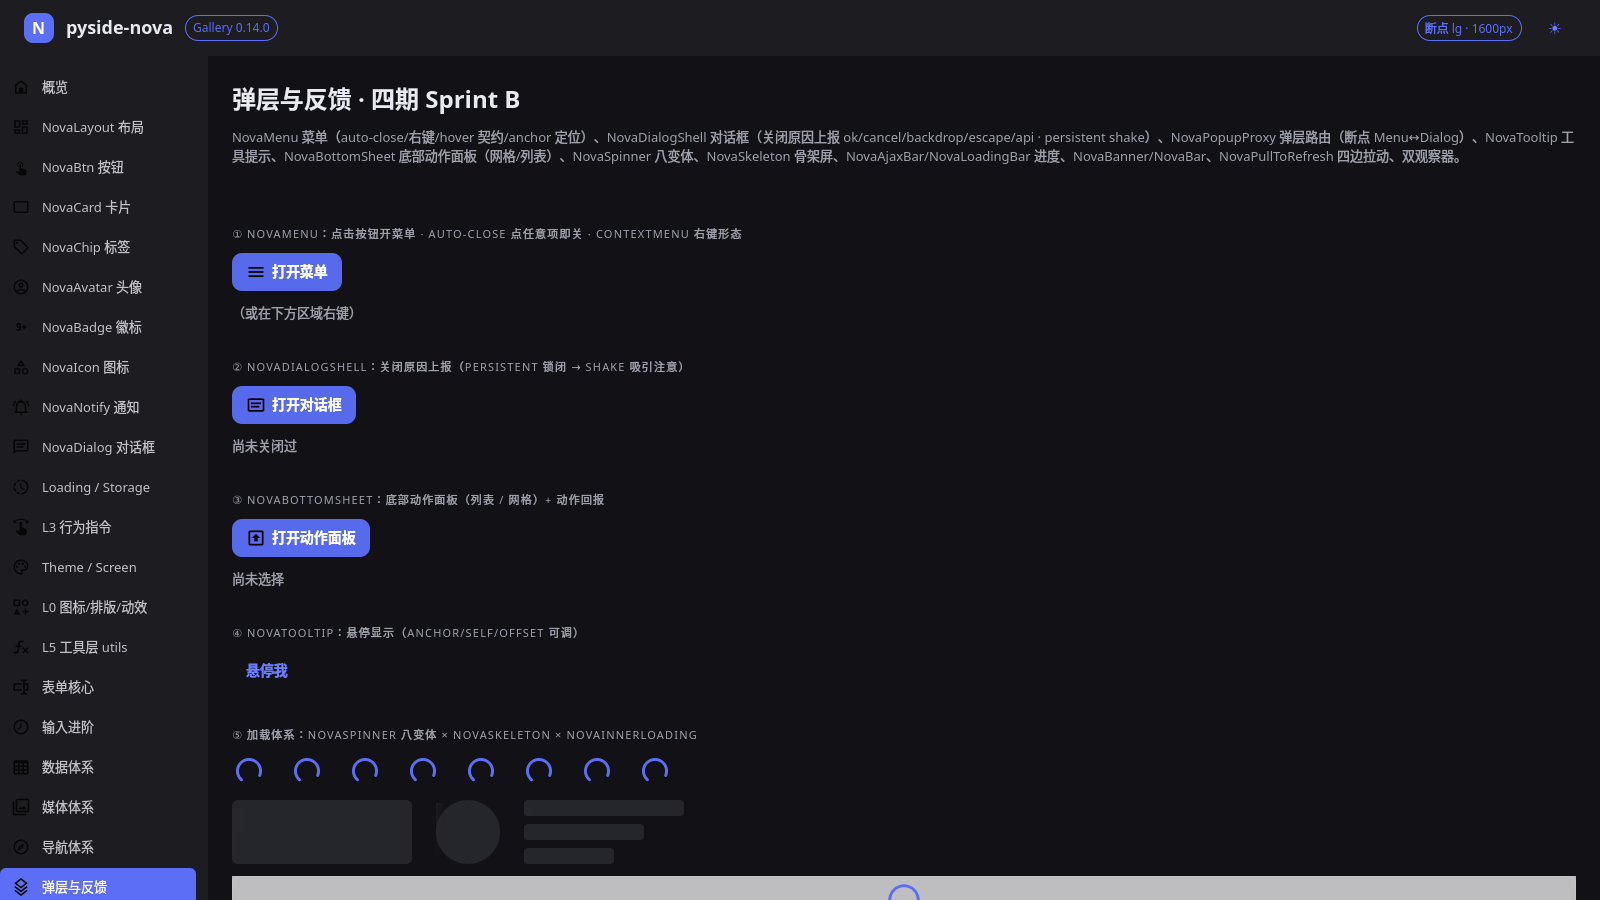 N pyside-nova Gallery 0.14.0 断点 lg · 1600px
概览
NovaLayout 布局
NovaBtn 按钮
NovaCard 卡片
NovaChip 标签
NovaAvatar 头像
9+ NovaBadge 徽标
NovaIcon 图标
NovaNotify 通知
NovaDialog 对话框
Loading / Storage
L3 行为指令
Theme / Screen
L0 图标/排版/动效
L5 工具层 utils
表单核心
输入进阶
数据体系
媒体体系
导航体系
弹层与反馈
弹层与反馈 · 四期 Sprint B
NovaMenu 菜单（auto-close/右键/hover 契约/anchor 定位）、NovaDialogShell 对话框（关闭原因上报 ok/cancel/backdrop/escape/api · persistent shake）、NovaPopupProxy 弹层路由（断点 Menu↔Dialog）、NovaTooltip 工
具提示、NovaBottomSheet 底部动作面板（网格/列表）、NovaSpinner 八变体、NovaSkeleton 骨架屏、NovaAjaxBar/NovaLoadingBar 进度、NovaBanner/NovaBar、NovaPullToRefresh 四边拉动、双观察器。
① NOVAMENU：点击按钮开菜单 · AUTO-CLOSE 点任意项即关 · CONTEXTMENU 右键形态
打开菜单
（或在下方区域右键）
② NOVADIALOGSHELL：关闭原因上报（PERSISTENT 锁闭 → SHAKE 吸引注意）
打开对话框
尚未关闭过
③ NOVABOTTOMSHEET：底部动作面板（列表 / 网格）+ 动作回报
打开动作面板
尚未选择
④ NOVATOOLTIP：悬停显示（ANCHOR/SELF/OFFSET 可调）
悬停我
⑤ 加载体系：NOVASPINNER 八变体 × NOVASKELETON × NOVAINNERLOADING